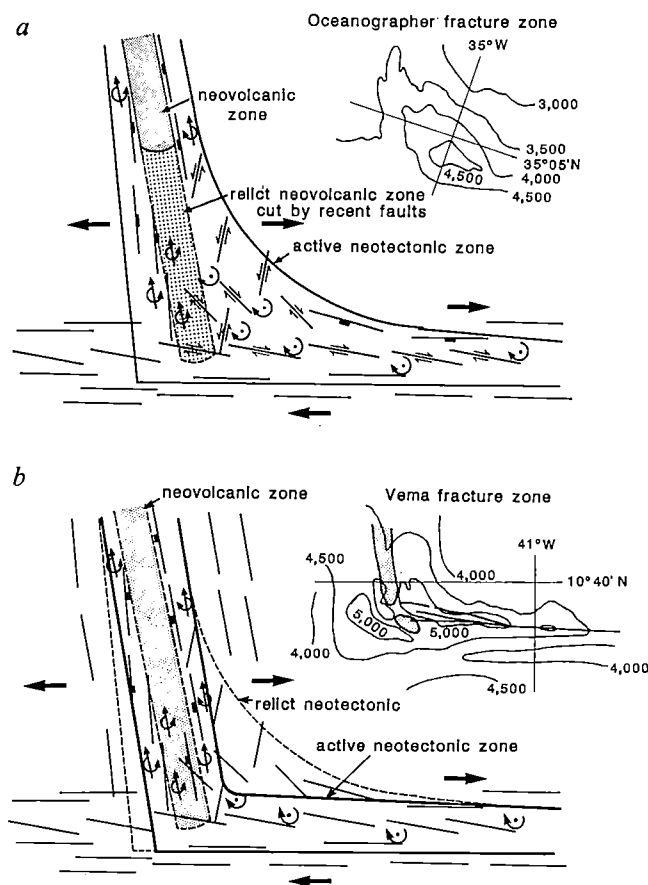 a
Oceanographer fracture zone
35° W
neovolcanic
zone
3,000
3,500
35°05'N
4,000
4,500
4,500
relict neovolcanic zone
cut by recent faults
active neotectonic zone
b
neovolcanic zone
Vema fracture zone
41° W
4,500
4,000
10° 40' N
5,000
5,000
4,000
4,000
4,500
relict neotectonic
active neotectonic zone